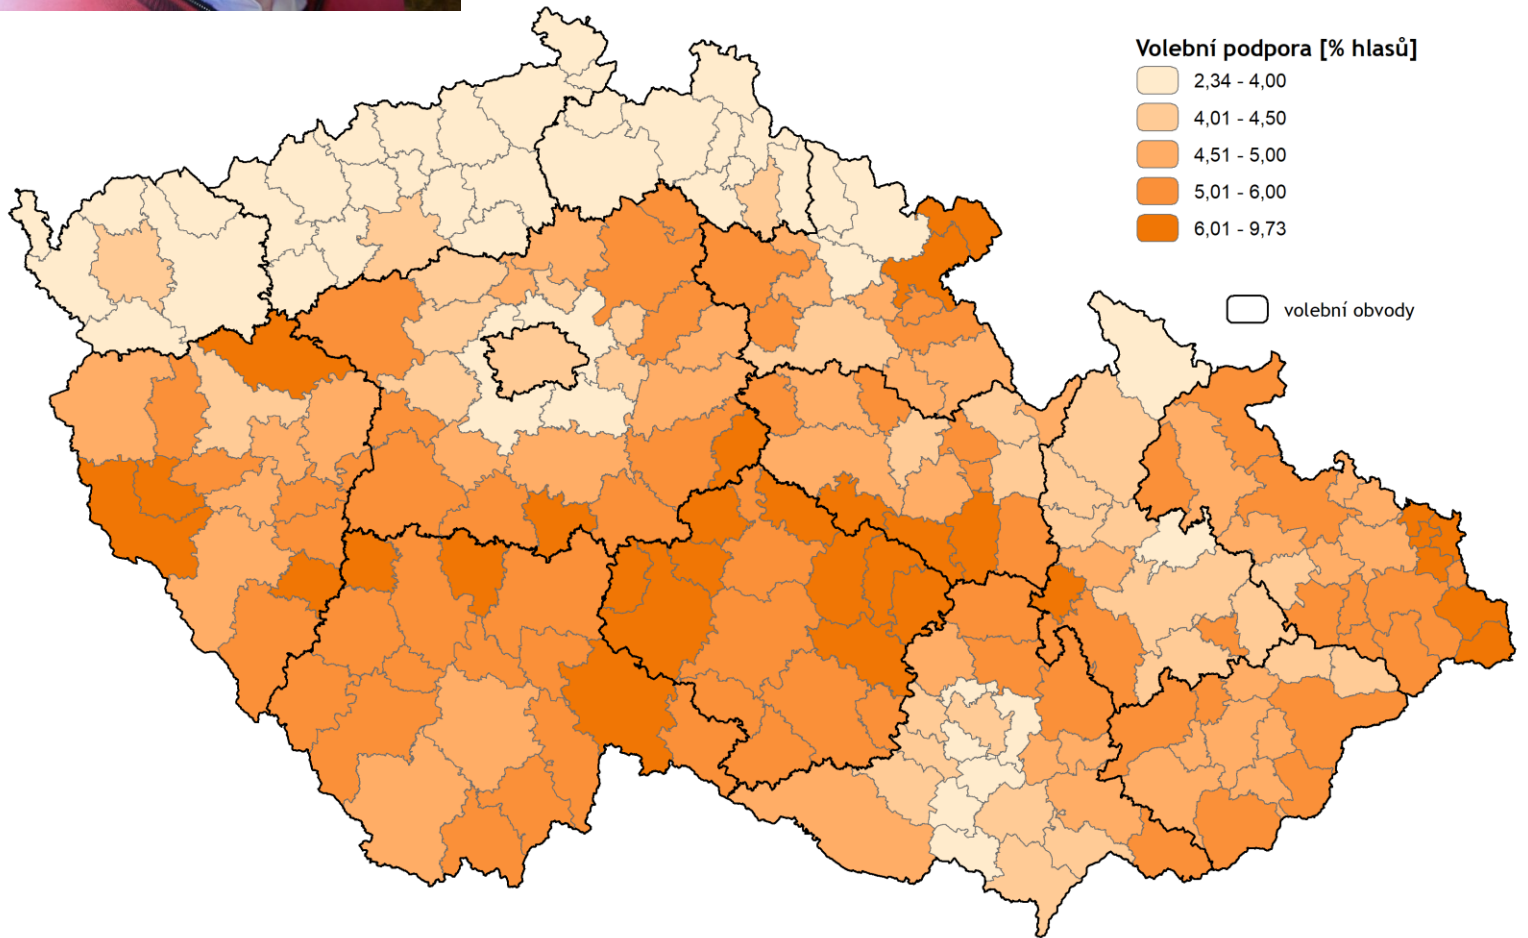 Volební podpora [% hlasů]
2,34 - 4,00
4,01 - 4,50
4,51 - 5,00
5,01 - 6,00
6,01 - 9,73
volební obvody